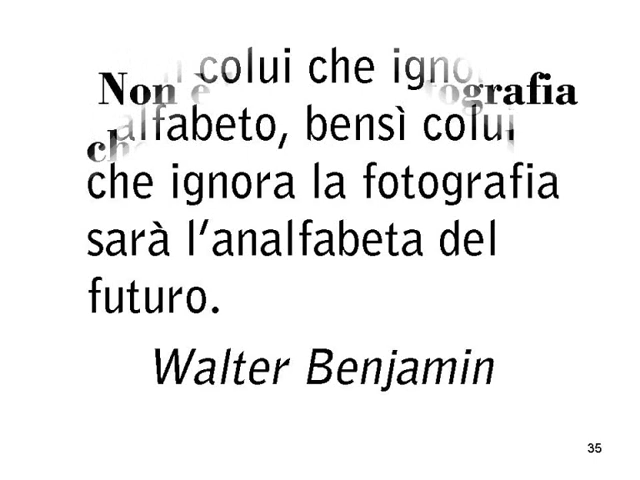 colui che
Non è
alfabeto, bensì colui
che ignora la fotografia
sarà l'analfabeta del
futuro.
Walter Benjamin
35